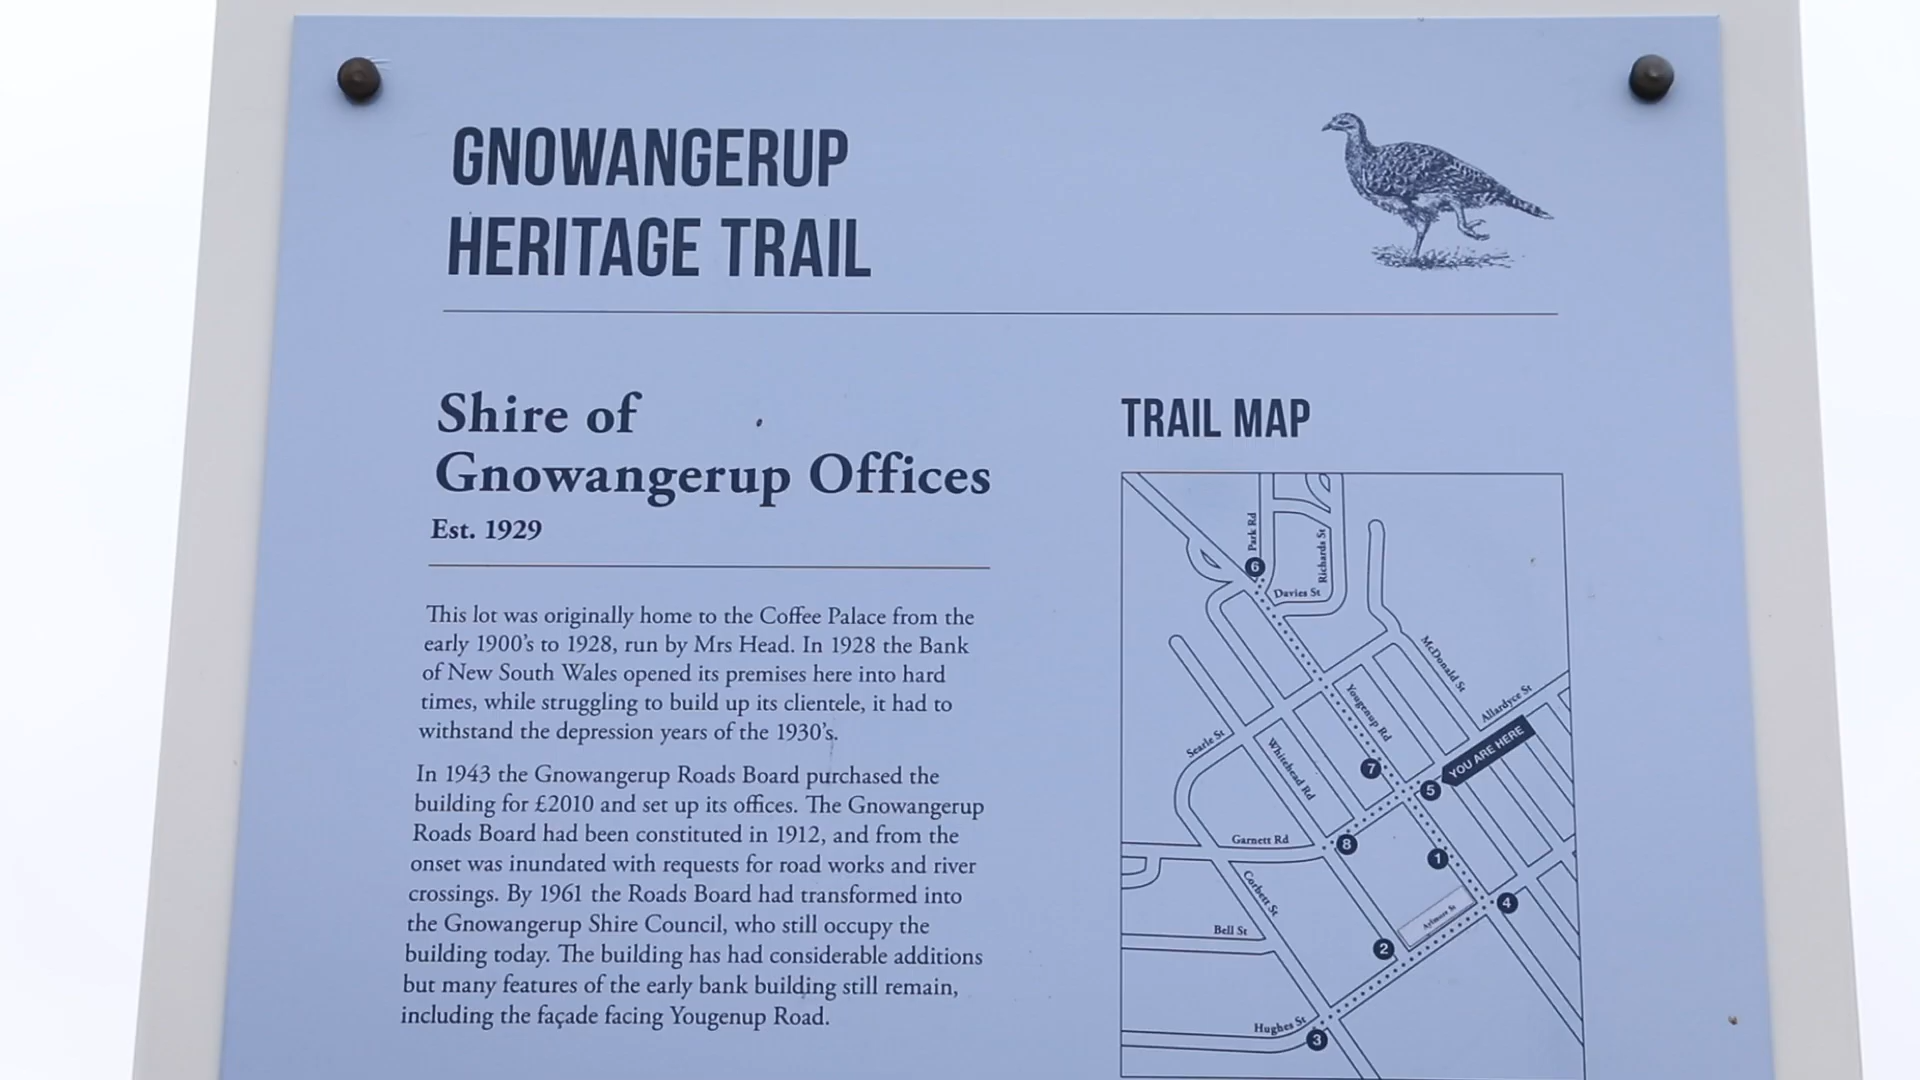 GNOWANGERUP
HERITAGE TRAIL
Shire of
Gnowangerup Offices
Est. 1929
This lot was originally home to the Coffee Palace from the
early 1900's to 1928, run by Mrs Head. In 1928 the Bank
of New South Wales opened its premises here into hard
times, while struggling to build up its clientele, it had to
withstand the depression years of the 1930's.
In 1943 the Gnowangerup Roads Board purchased the
building for £2010 and set up its offices. The Gnowangerup
Roads Board had been constituted in 1912, and from the
onset was inundated with requests for road works and river
crossings. By 1961 the Roads Board had transformed into
the Gnowangerup Shire Council, who still occupy the
building today. The building has had considerable additions
but many features of the early bank building still remain,
including the façade facing Yougenup Road.
TRAIL MAP
Park Rd
Richards St
6
Davies St
McDonald St
Allardyce St
Yougenup Rd
Searle St
Whitehead Rd
YOU ARE HERE
7
5
Garnett Rd
8
1
Corbett St
4
Aylmore St
Bell St
2
Hughes St
3